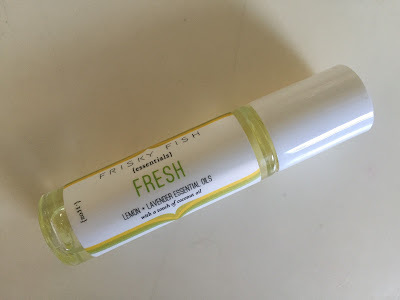 FRISKY FISH
{essentials}
FRESH
LEMON + LAVENDER ESSENTIAL OILS
with a touch of coconut oil